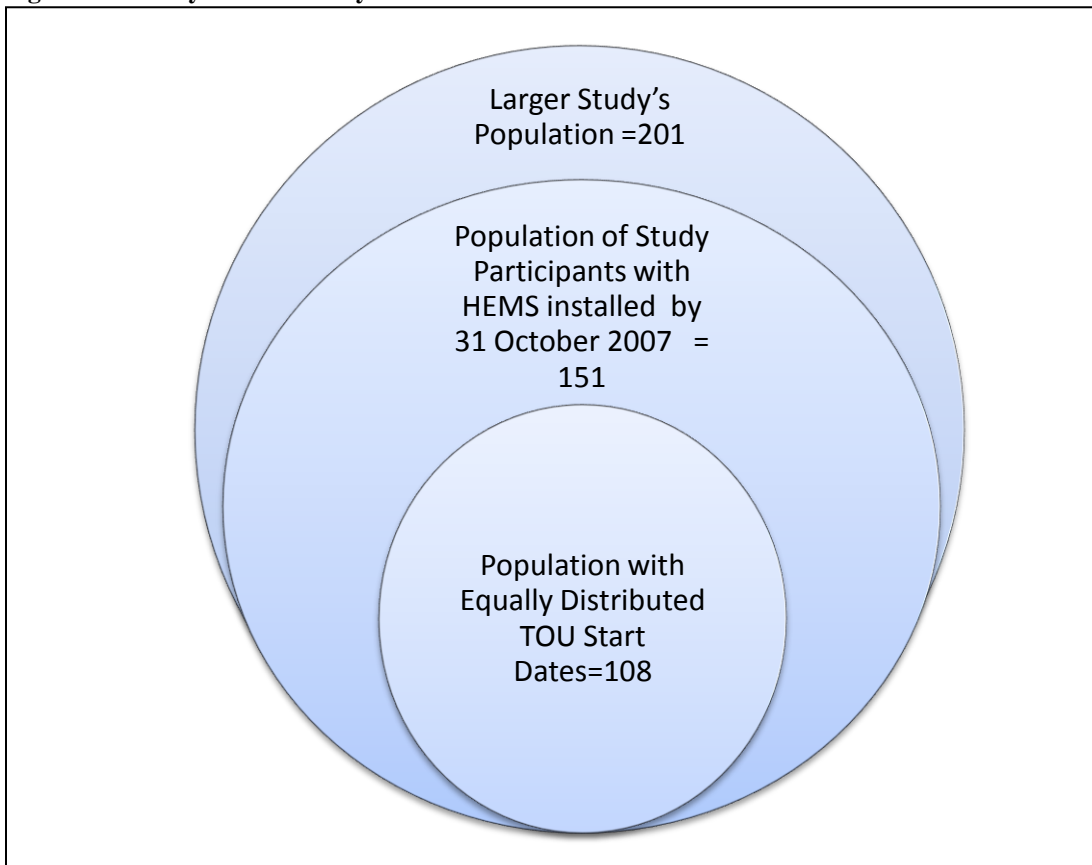 Larger Study's
Population =201
Population of Study
Participants with
HEMS installed by
31 October 2007 =
151
Population with
Equally Distributed
TOU Start
Dates=108